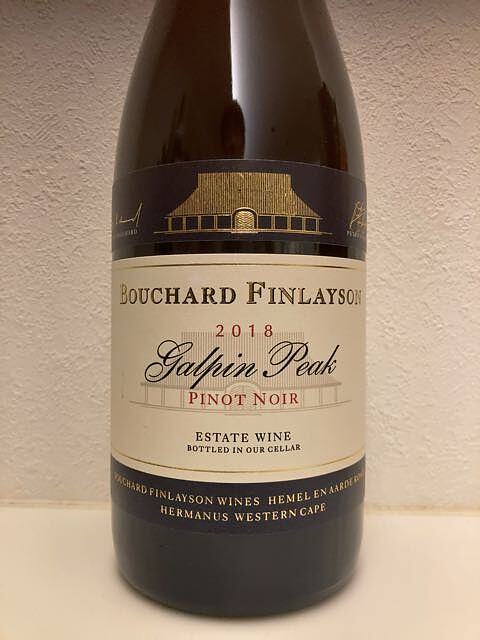 BOUCHARD FINLAYSON
2018
Galpin Peak
PINOT NOIR
ESTATE WINE
BOTTLED IN OUR CELLAR
BOUCHARD FINLAYSON WINES HEMEL EN AARDE
HERMANUS WESTERN CAPE